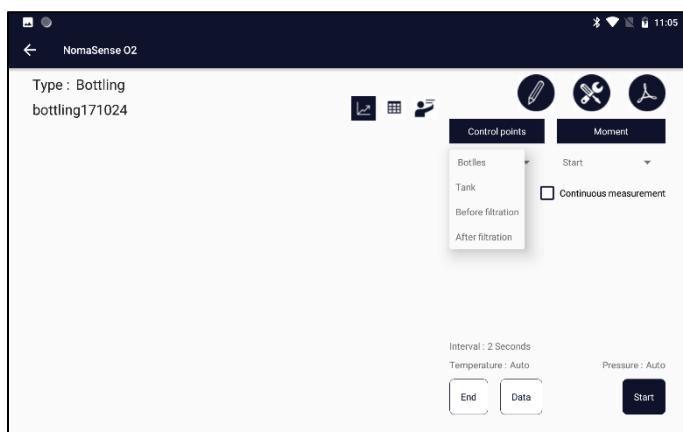 11:05
NomaSense O2
Type : Bottling
bottling171024
Control points
Moment
Botlles
Start
Tank
Continuous measurement
Before filtration
After filtration
Interval : 2 Seconds
Temperature : Auto
Pressure : Auto
End
Data
Start